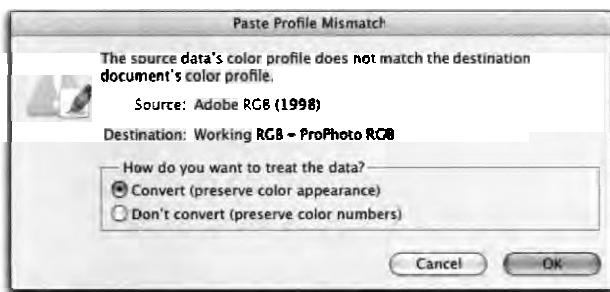 Paste Profile Mismatch
The source data's color profile does not match the destination
document's color profile.
Source: Adobe RGB (1998)
Destination: Working RGB - ProPhoto RGB
How do you want to treat the data?
Convert (preserve color appearance)
Don't convert (preserve color numbers)
Cancel
OK